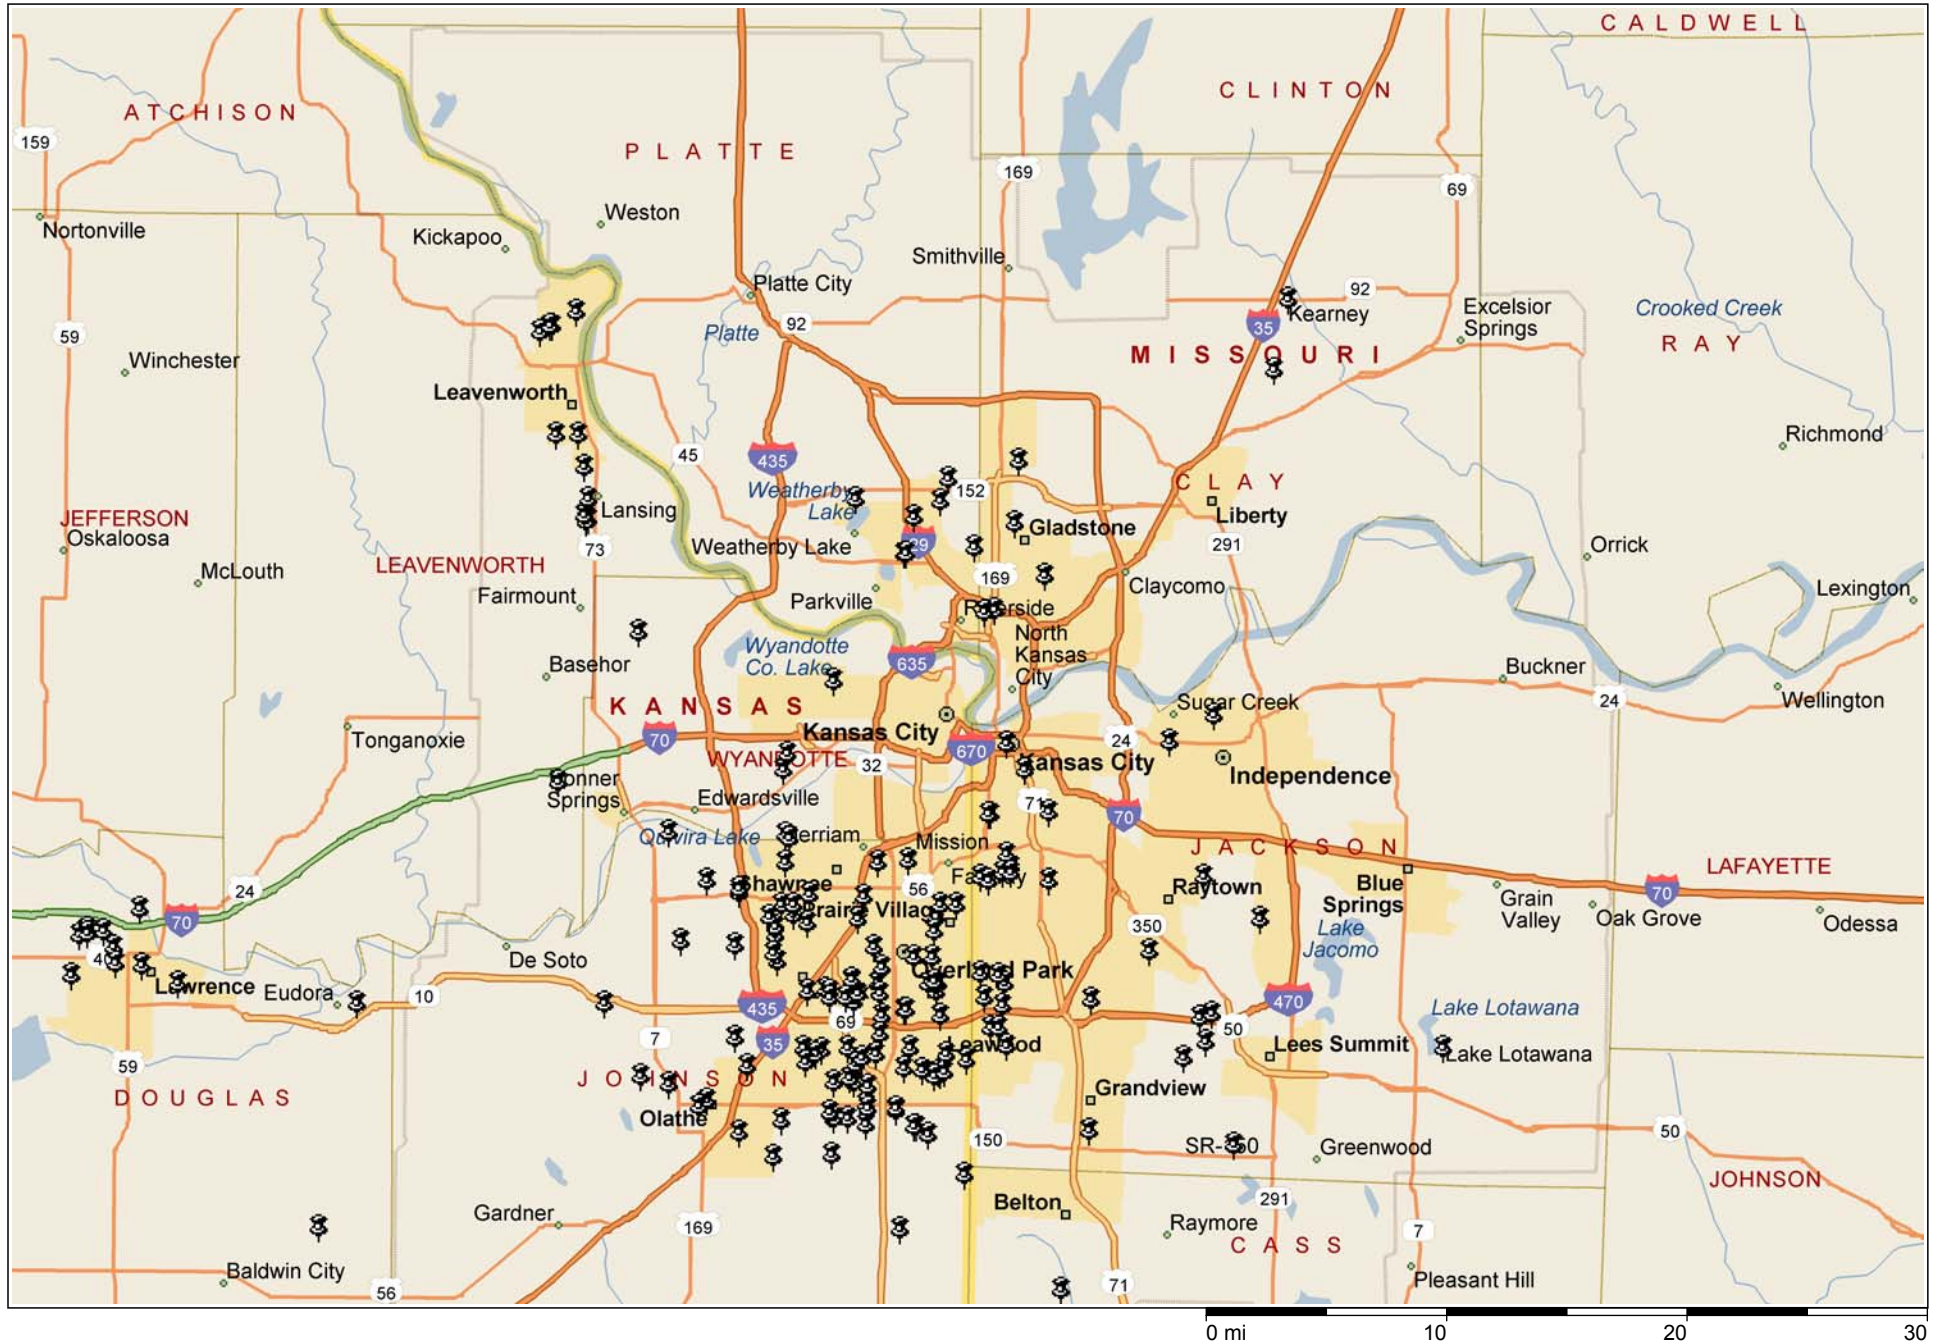 CALDWELL
CLINTON
ATCHISON
159
PLATTE
169
69
Weston
Nortonville
Kickapoo
Smithville
Platte City
92
Kearney
Excelsior
Springs
Crooked Creek
RAY
59
Platte
92
35
MISSOURI
Winchester
Leavenworth
Richmond
45
435
Weatherby
Lake
152
CLAY
Liberty
Lansing
JEFFERSON
Oskaloosa
Gladstone
73
Weatherby Lake
29
291
Orrick
LEAVENWORTH
McLouth
169
Claycomo
Lexington
Fairmount
Parkville
North
Kansas
City
Wyandotte
Co. Lake
635
Basehor
Buckner
24
Wellington
KANSAS
Sugar Creek
Tonganoxie
70
Kansas City
670
24
Kansas City
WYANDOTTE
32
Independence
Springs
Edwardsville
71
70
Mission
JACKSON
LAFAYETTE
24
70
Shawnee
56
Raytown
Blue
Springs
Grain
Valley
70
Oak Grove
Odessa
350
Lake
Jacomo
De Soto
Overland Park
Lawrence
Eudora
10
435
470
Lake Lotawana
69
50
7
35
Leawood
Lees Summit
Lake Lotawana
59
JOHNSON
DOUGLAS
Grandview
Olathe
150
Greenwood
50
JOHNSON
Belton
291
Gardner
169
Raymore
CASS
7
Baldwin City
56
71
Pleasant Hill
0 mi
10
20
30